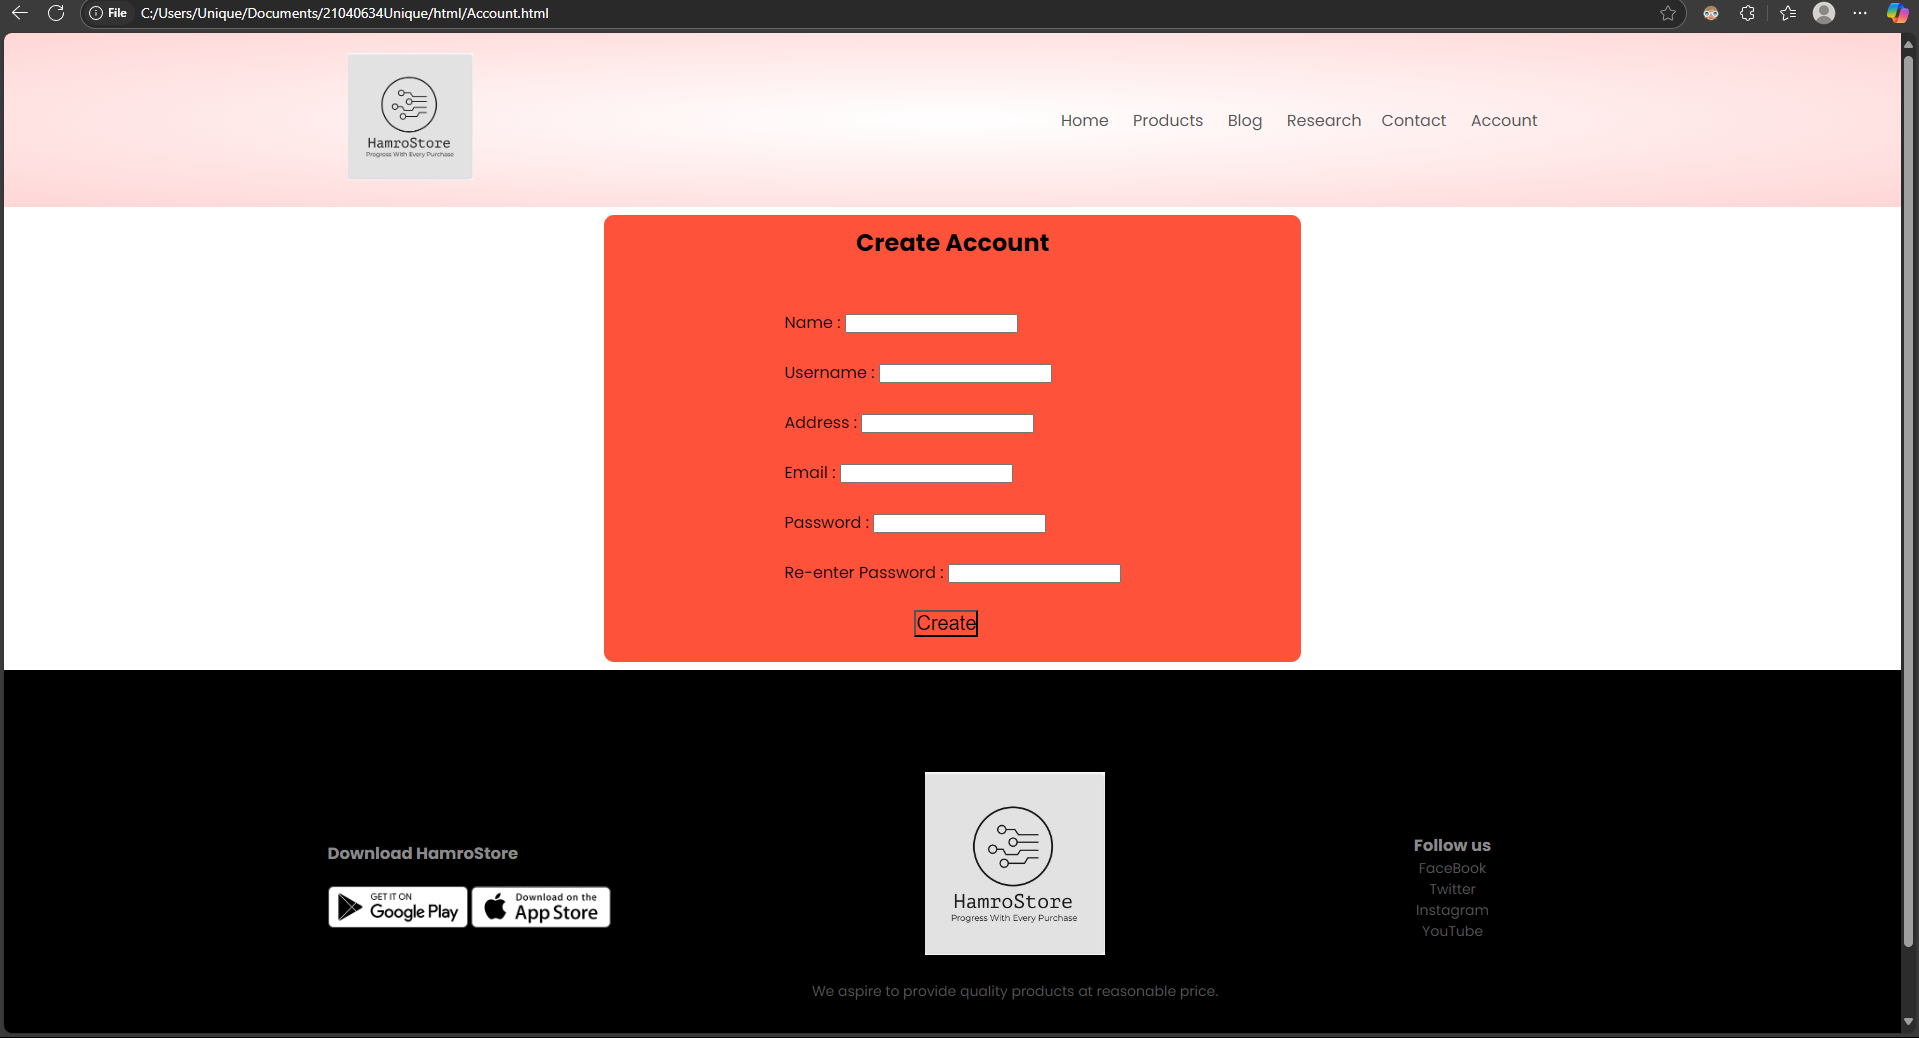 File C:/Users/Unique/Documents/21040634Unique/html/Account.html
HamroStore
Progress With Every Purchase
Home Products Blog Research Contact Account
Create Account
Name :
Username :
Address :
Email :
Password :
Re-enter Password :
Create
Download HamroStore
GET IT ON
Google Play
Download on the
App Store
HamroStore
Progress With Every Purchase
We aspire to provide quality products at reasonable price.
Follow us
FaceBook
Twitter
Instagram
YouTube